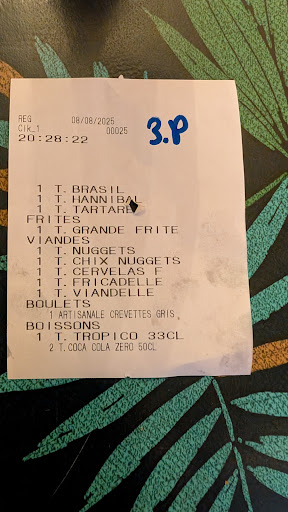 REG 08/08/2025
Clk_1 00025
20:28:22
3.P
1 T. BRASIL
1 T. HANNIBAL
1 T. TARTARE
FRITES
1 T. GRANDE FRITE
VIANDES
1 T. NUGGETS
1 T. CHIX NUGGETS
1 T. CERVELAS F
1 T. FRICADELLE
1 T. VIANDELLE
BOULETS
1 ARTISANALE CREVETTES GRIS
BOISSONS
1 T. TROPICO 33CL
2 T.COCA COLA ZERO 50CL